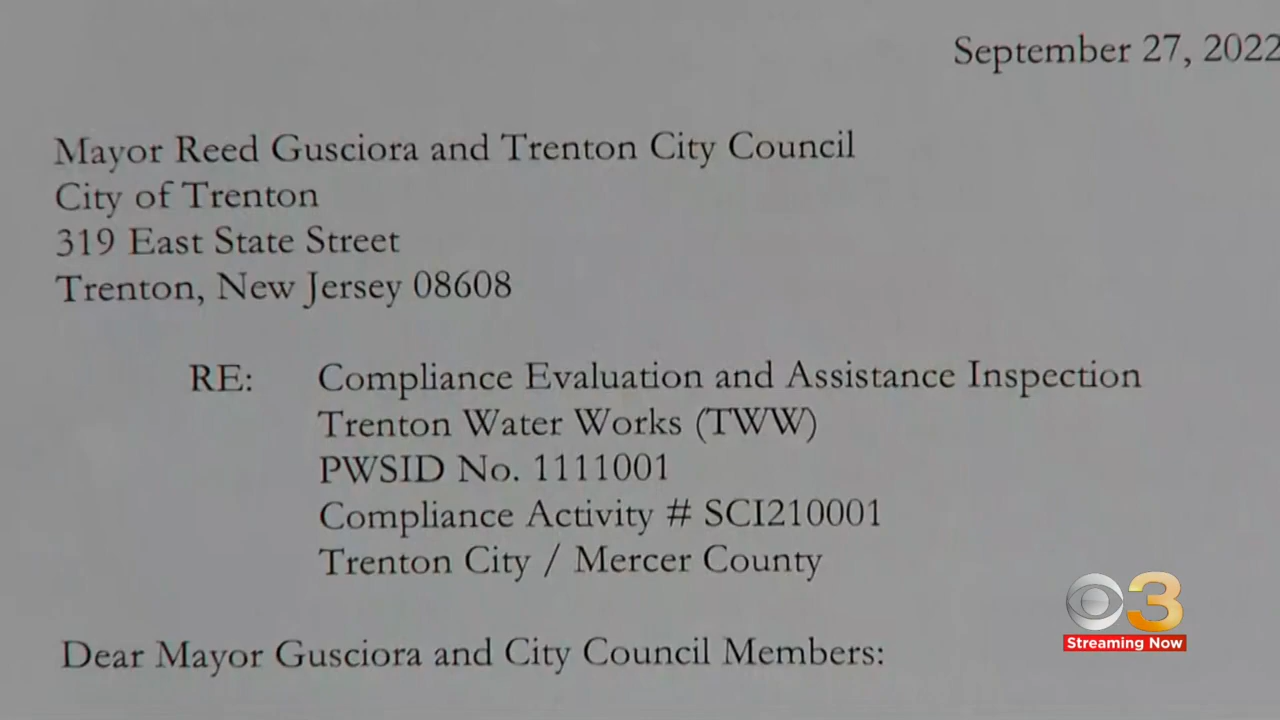 September 27, 2022
Mayor Reed Gusciora and Trenton City Council
City of Trenton
319 East State Street
Trenton, New Jersey 08608
RE: Compliance Evaluation and Assistance Inspection
Trenton Water Works (TWW)
PWSID No. 1111001
Compliance Activity # SCI210001
Trenton City / Mercer County
Dear Mayor Gusciora and City Council Members:
3
Streaming Now